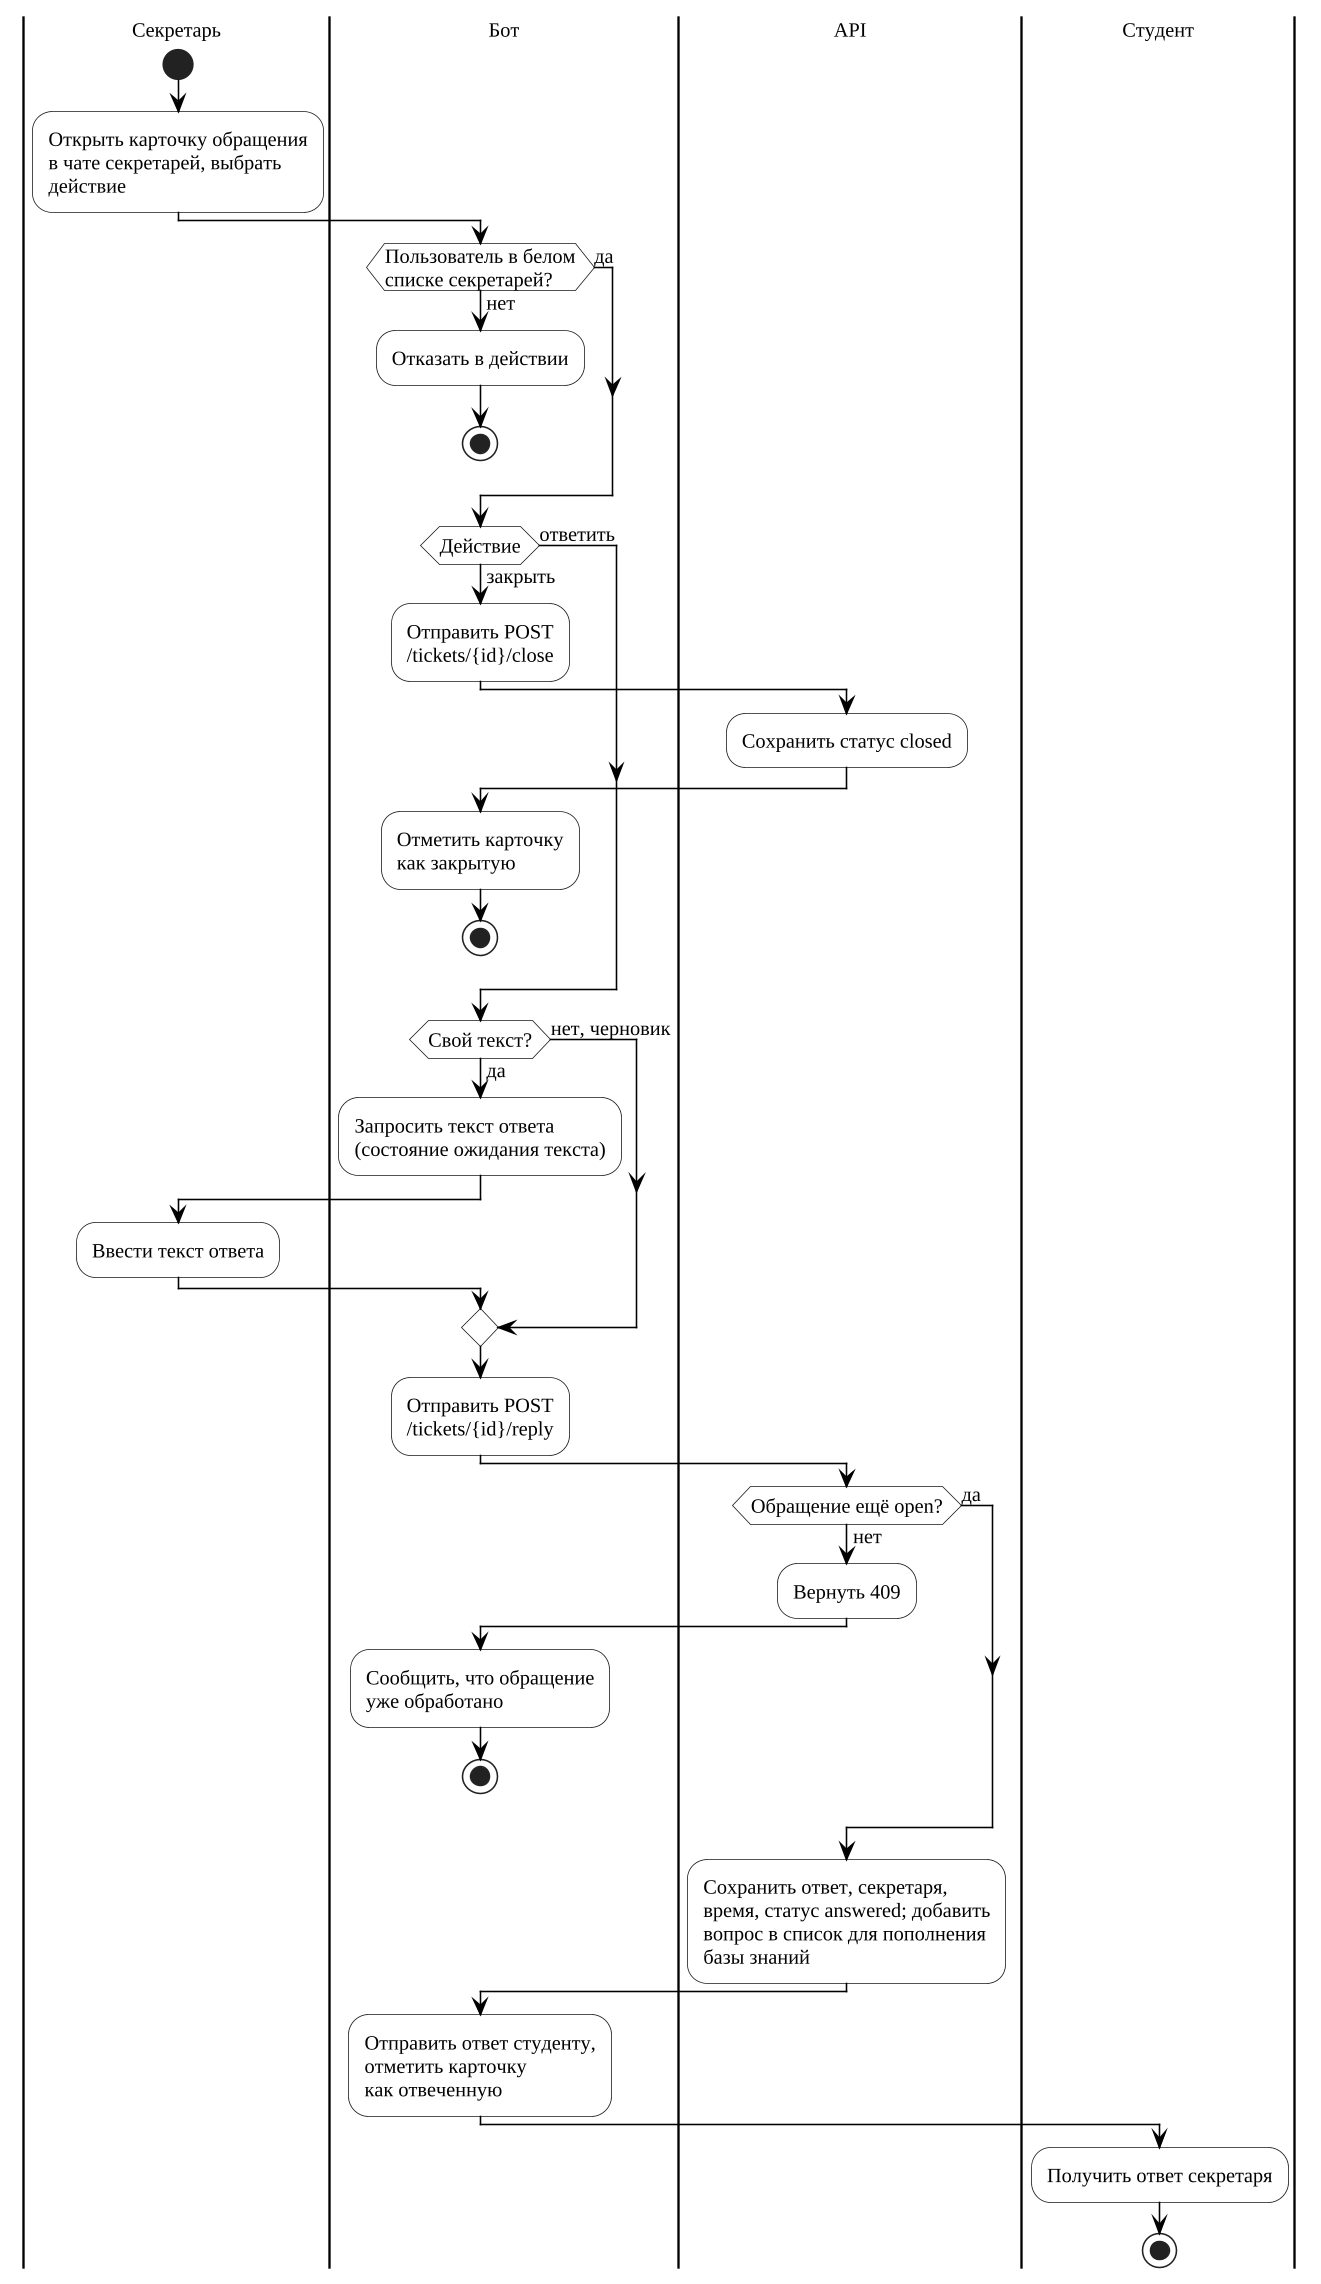 Секретарь
Бот
API
Студент
Открыть карточку обращения
в чате секретарей, выбрать
действие
Пользователь в белом
списке секретарей?
да
нет
Отказать в действии
Действие
ответить
закрыть
Отправить POST
/tickets/{id}/close
Сохранить статус closed
Отметить карточку
как закрытую
Свой текст?
нет, черновик
да
Запросить текст ответа
(состояние ожидания текста)
Ввести текст ответа
Отправить POST
/tickets/{id}/reply
Обращение ещё open?
да
нет
Вернуть 409
Сообщить, что обращение
уже обработано
Сохранить ответ, секретаря,
время, статус answered; добавить
вопрос в список для пополнения
базы знаний
Отправить ответ студенту,
отметить карточку
как отвеченную
Получить ответ секретаря